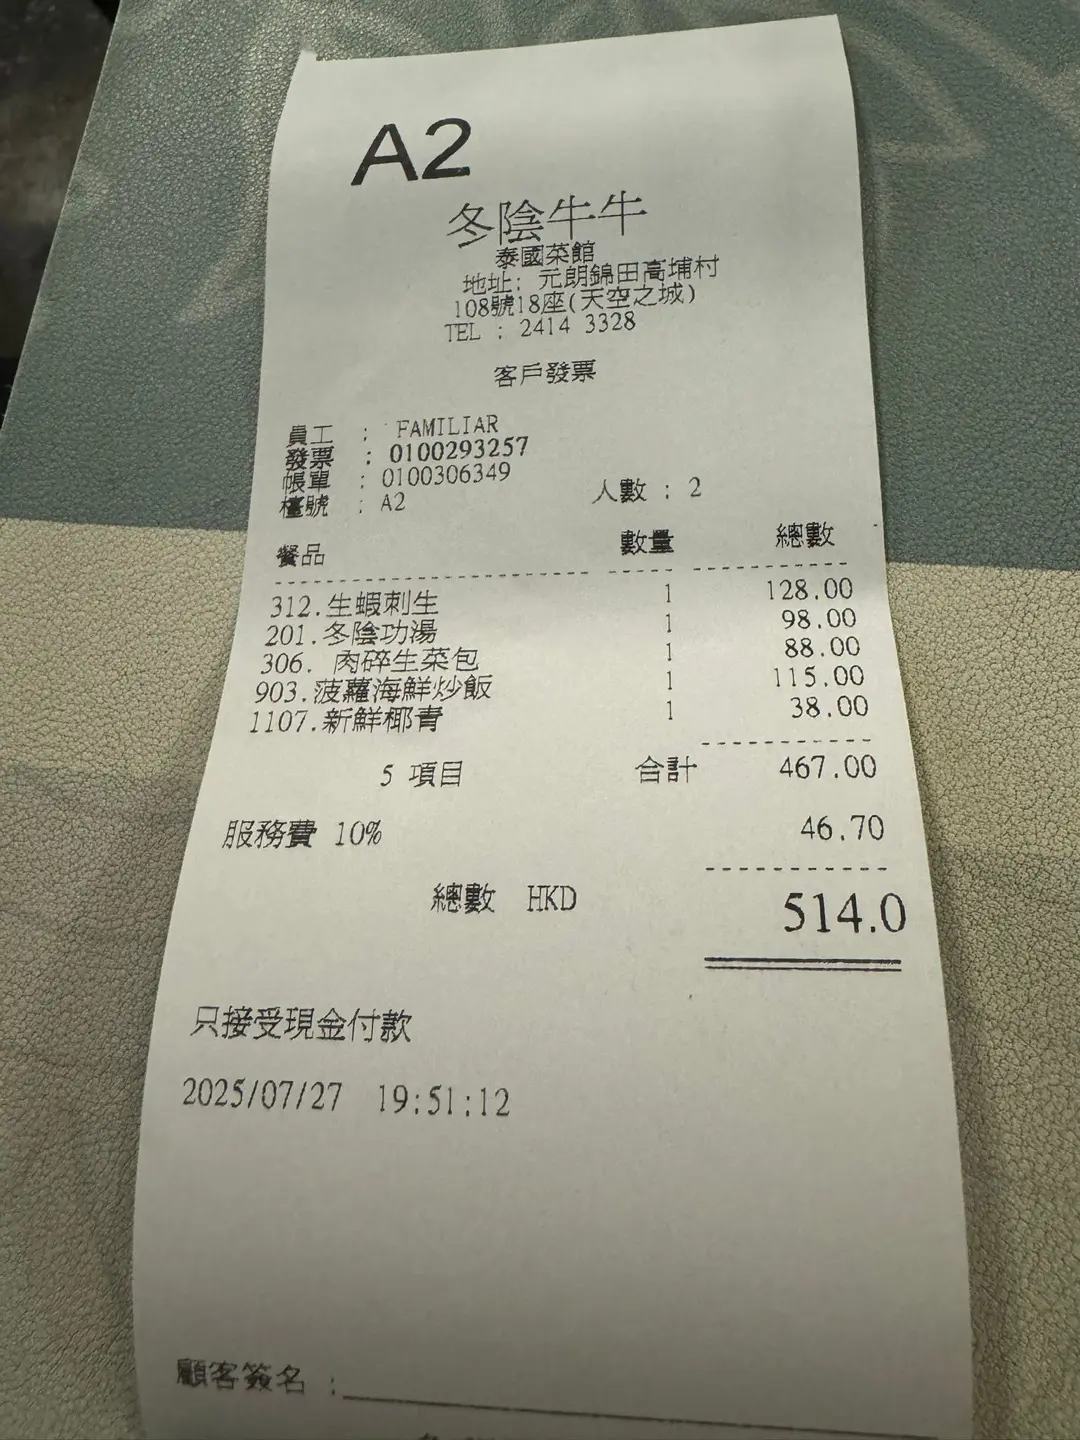 A2
冬陰牛牛
泰國菜館
地址: 元朗錦田高埔村
108號18座(天空之城)
TEL : 2414 3328
客戶發票
員工 : FAMILIAR
發票 : 0100293257
帳單 : 0100306349
檯號 : A2 人數 : 2
餐品 數量 總數
312.生蝦刺生 1 128.00
201.冬陰功湯 1 98.00
306. 肉碎生菜包 1 88.00
903.菠蘿海鮮炒飯 1 115.00
1107.新鮮椰青 1 38.00
5 項目 合計 467.00
服務費 10% 46.70
總數 HKD 514.0
只接受現金付款
2025/07/27 19:51:12
顧客簽名 :